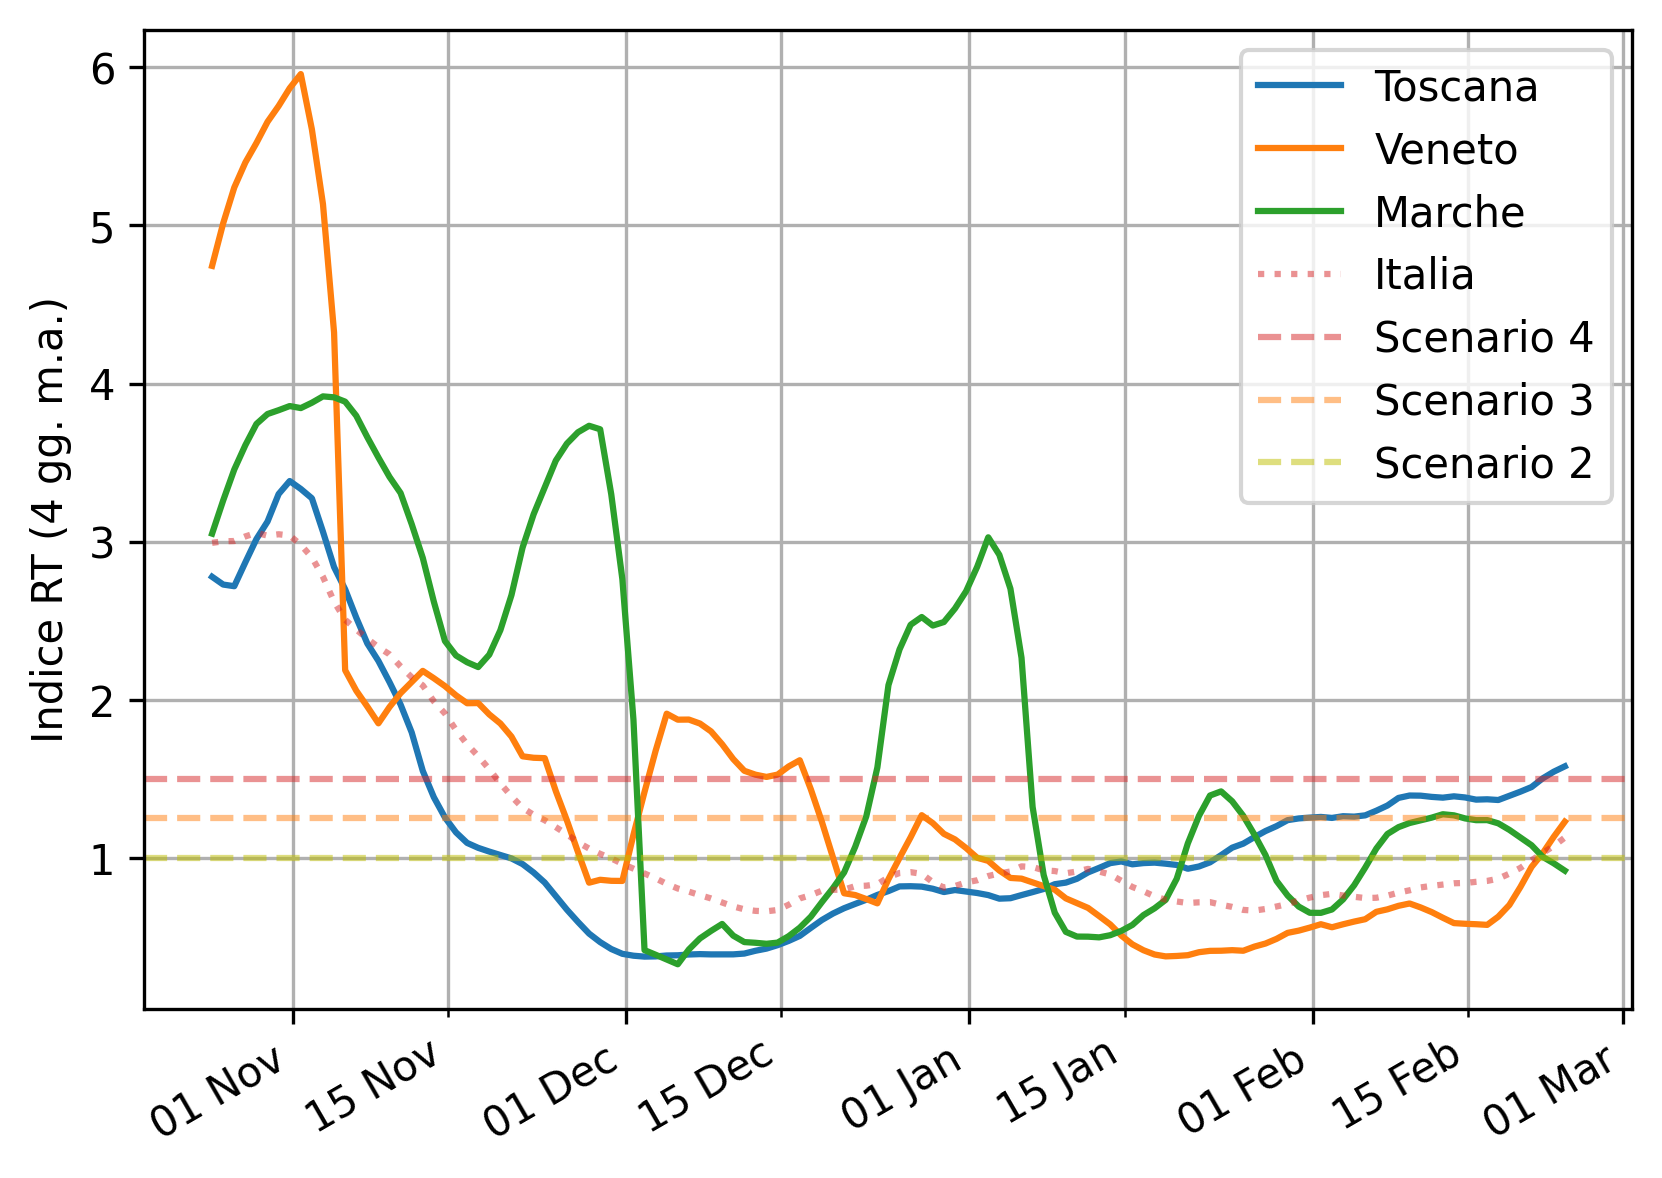 6
5
4
3
2
1
Indice RT (4 gg. m.a.)
Toscana
Veneto
Marche
Italia
Scenario 4
Scenario 3
Scenario 2
01 Nov
15 Nov
01 Dec
15 Dec
01 Jan
15 Jan
01 Feb
15 Feb
01 Mar